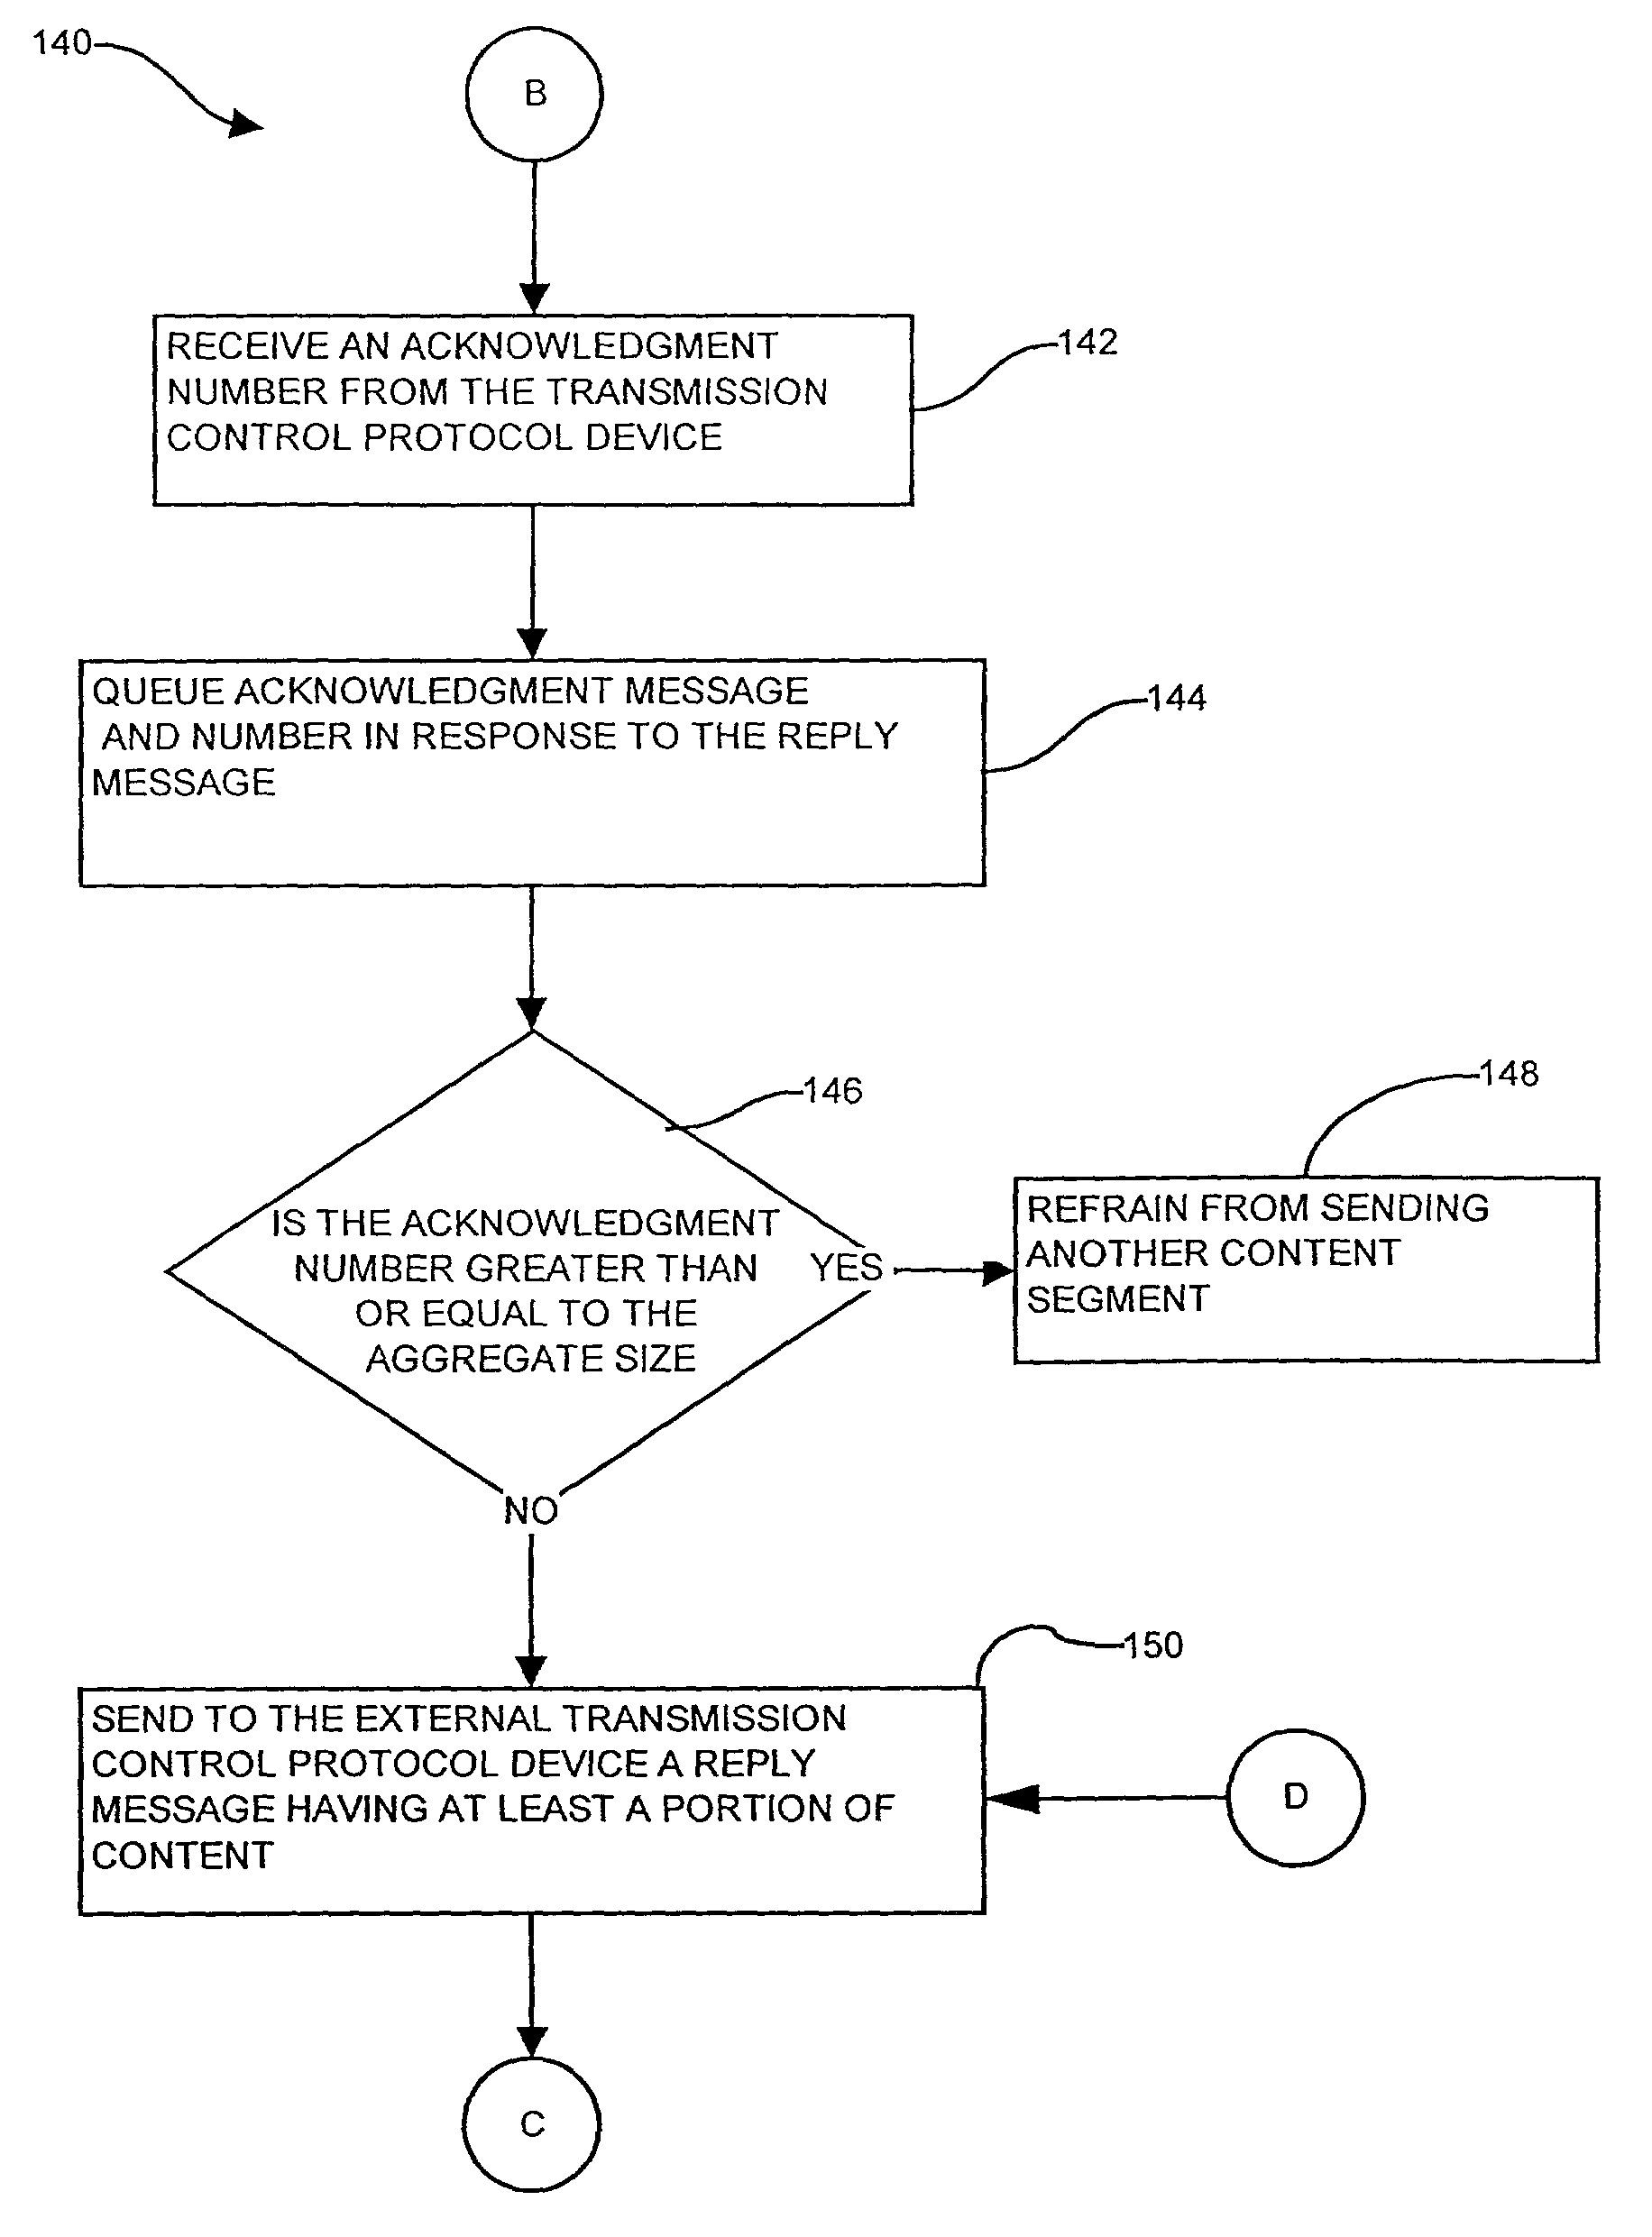 140
B
RECEIVE AN ACKNOWLEDGMENT
NUMBER FROM THE TRANSMISSION
CONTROL PROTOCOL DEVICE
142
QUEUE ACKNOWLEDGMENT MESSAGE
AND NUMBER IN RESPONSE TO THE REPLY
MESSAGE
144
146
IS THE ACKNOWLEDGMENT
NUMBER GREATER THAN
OR EQUAL TO THE
AGGREGATE SIZE
YES
148
REFRAIN FROM SENDING
ANOTHER CONTENT
SEGMENT
NO
150
SEND TO THE EXTERNAL TRANSMISSION
CONTROL PROTOCOL DEVICE A REPLY
MESSAGE HAVING AT LEAST A PORTION OF
CONTENT
D
C